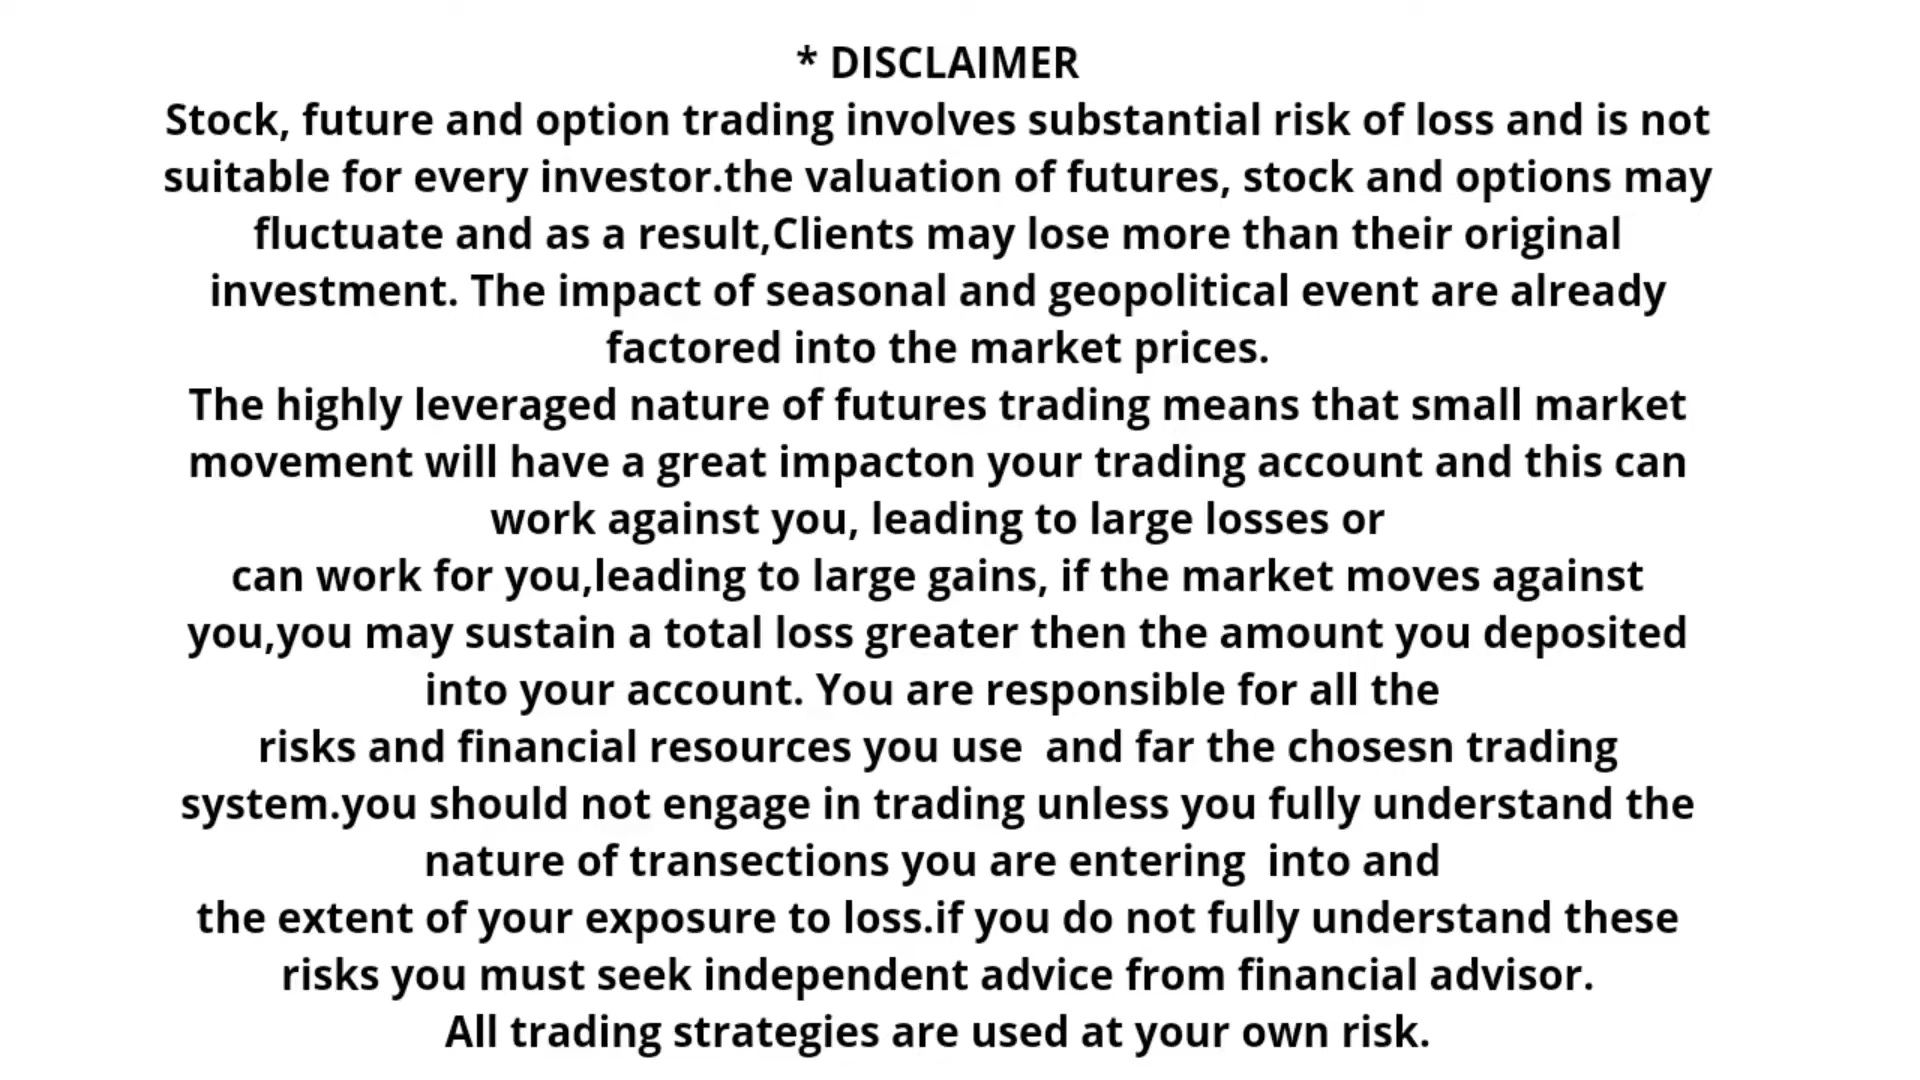 * DISCLAIMER
Stock, future and option trading involves substantial risk of loss and is not
suitable for every investor.the valuation of futures, stock and options may
fluctuate and as a result,Clients may lose more than their original
investment. The impact of seasonal and geopolitical event are already
factored into the market prices.
The highly leveraged nature of futures trading means that small market
movement will have a great impacton your trading account and this can
work against you, leading to large losses or
can work for you,leading to large gains, if the market moves against
you,you may sustain a total loss greater then the amount you deposited
into your account. You are responsible for all the
risks and financial resources you use  and far the chosesn trading
system.you should not engage in trading unless you fully understand the
nature of transections you are entering  into and
the extent of your exposure to loss.if you do not fully understand these
risks you must seek independent advice from financial advisor.
All trading strategies are used at your own risk.